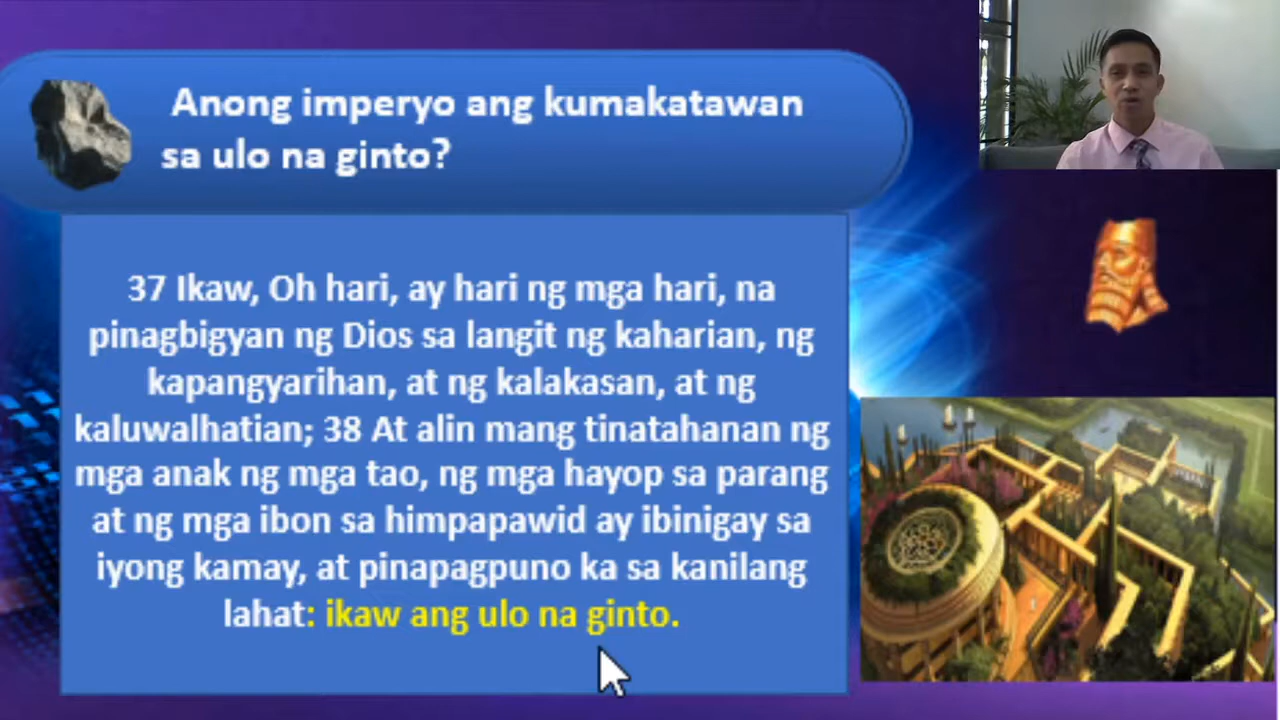 Anong imperyo ang kumakatawan
sa ulo na ginto?
37 Ikaw, Oh hari, ay hari ng mga hari, na
pinagbigyan ng Dios sa langit ng kaharian, ng
kapangyarihan, at ng kalakasan, at ng
kaluwalhatian; 38 At alin mang tinatahanan ng
mga anak ng mga tao, ng mga hayop sa parang
at ng mga ibon sa himpapawid ay ibinigay sa
iyong kamay, at pinapagpuno ka sa kanilang
lahat: ikaw ang ulo na ginto.